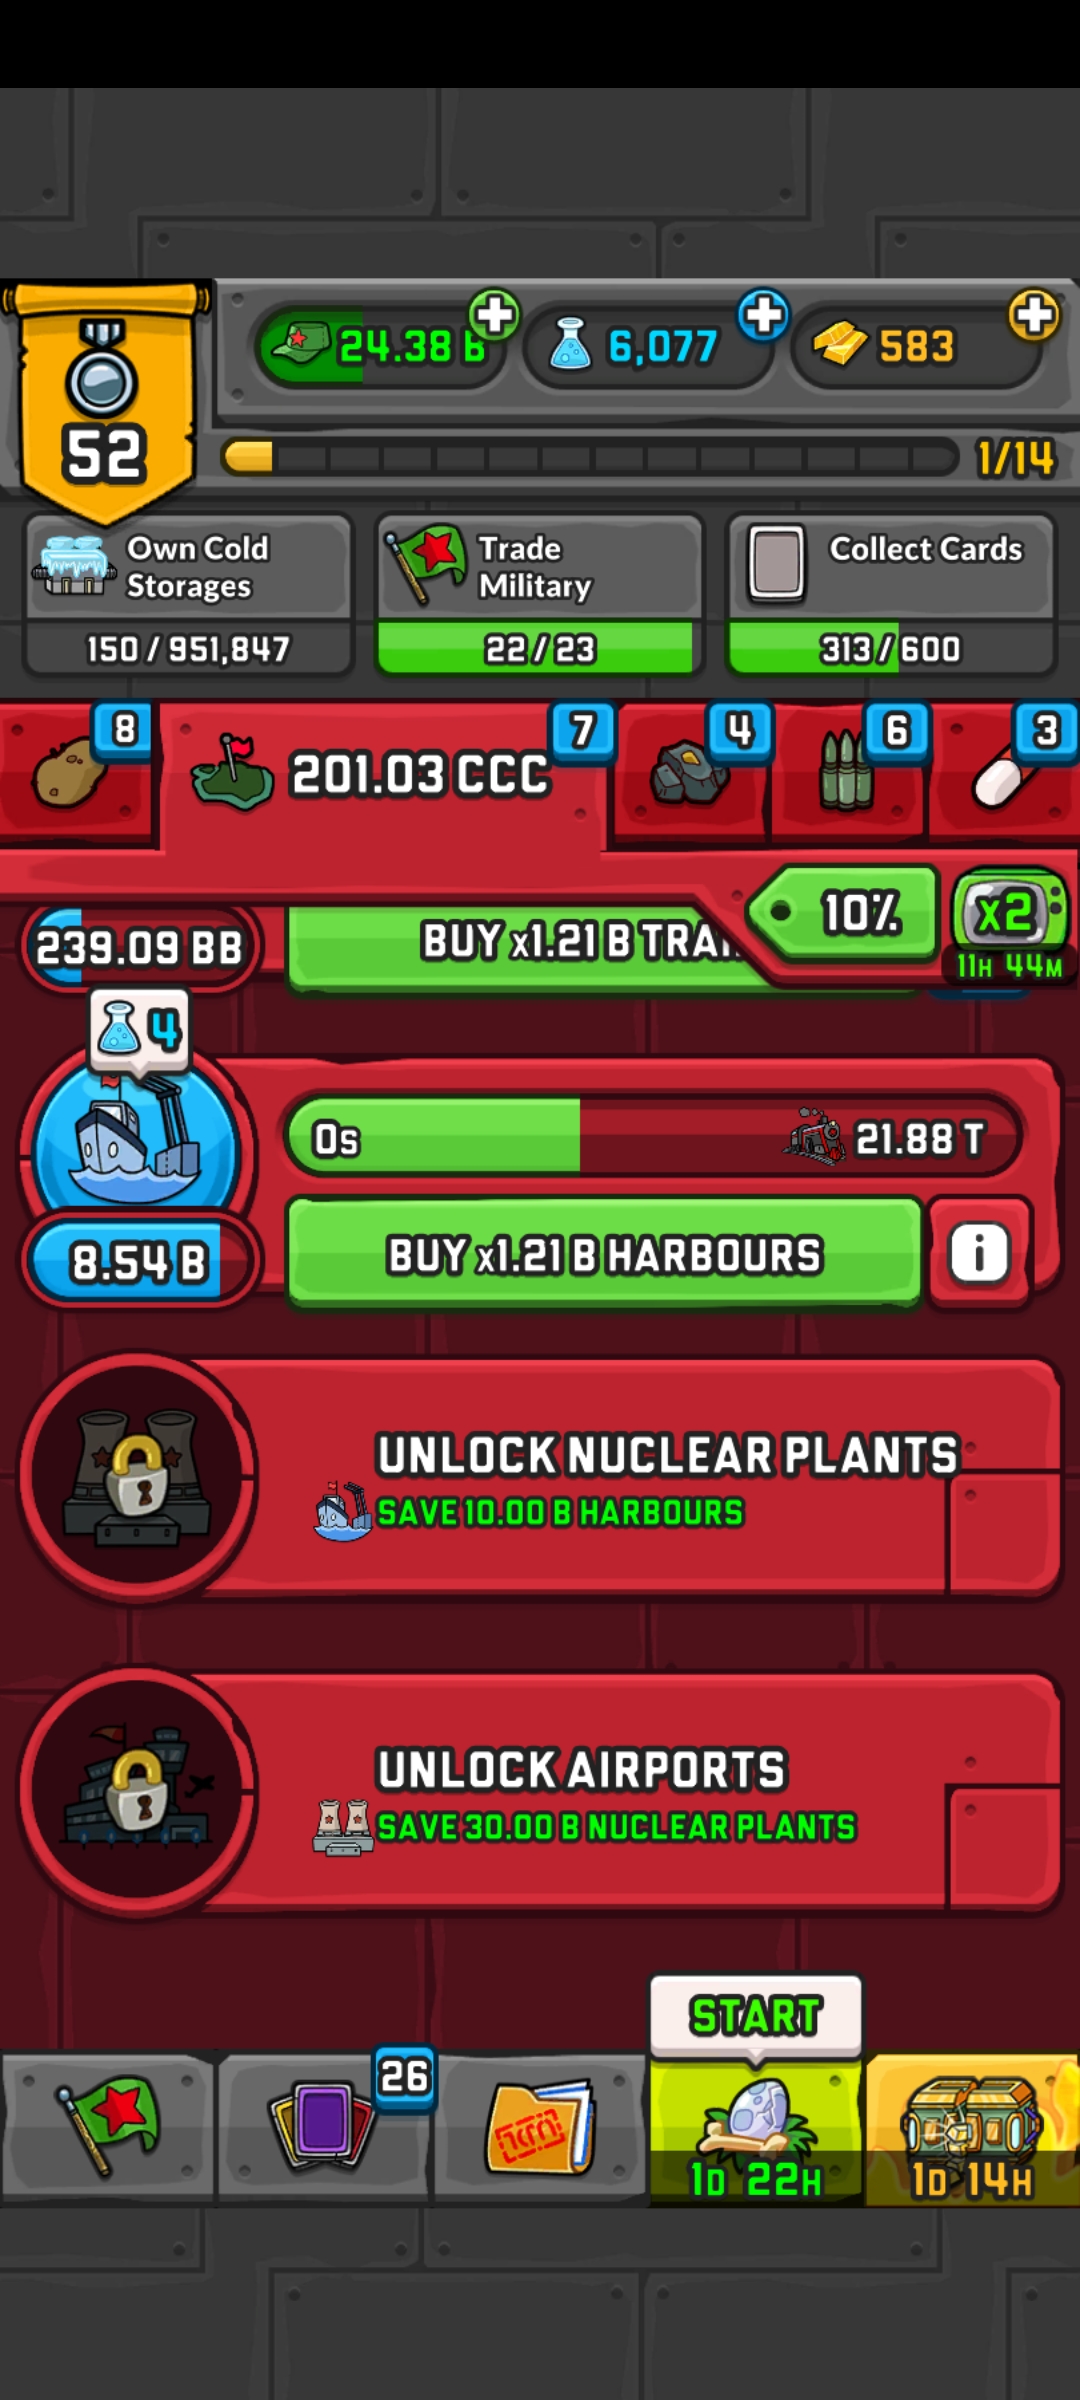 24.38 B
6,077
583
52
1/14
Own Cold
Storages
150 / 951,847
Trade
Military
22 / 23
Collect Cards
313 / 600
8
201.03 CCC
7
4
6
3
10%
x2
11H 44M
239.09 BB
BUY x1.21 B
4
0s
21.88 T
8.54 B
BUY x1.21 B HARBOURS
i
UNLOCK NUCLEAR PLANTS
SAVE 10.00 B HARBOURS
UNLOCK AIRPORTS
SAVE 30.00 B NUCLEAR PLANTS
START
26
1D 22H
1D 14H